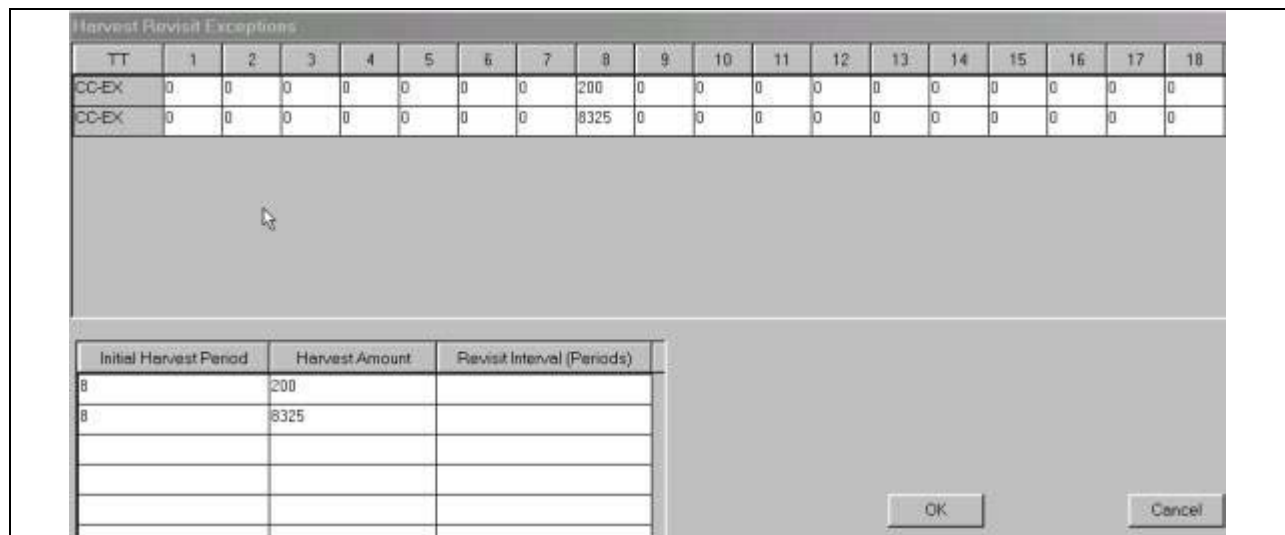 Harvest Revisit Exceptions
TT 1 2 3 4 5 6 7 8 9 10 11 12 13 14 15 16 17 18
CC-EX 0 0 0 0 0 0 0 200 0 0 0 0 0 0 0 0 0 0
CC-EX 0 0 0 0 0 0 0 8325 0 0 0 0 0 0 0 0 0 0
Initial Harvest Period Harvest Amount Revisit Interval (Periods)
8 200
8 8325
OK Cancel